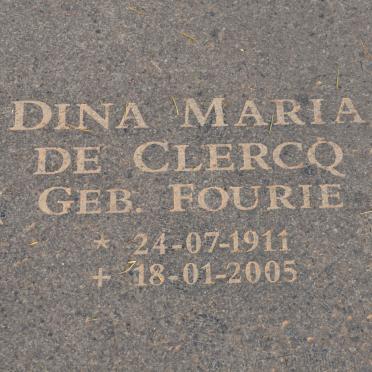 DINA MARIA
DE CLERCQ
GEB. FOURIE
* 24-07-1911
+ 18-01-2005